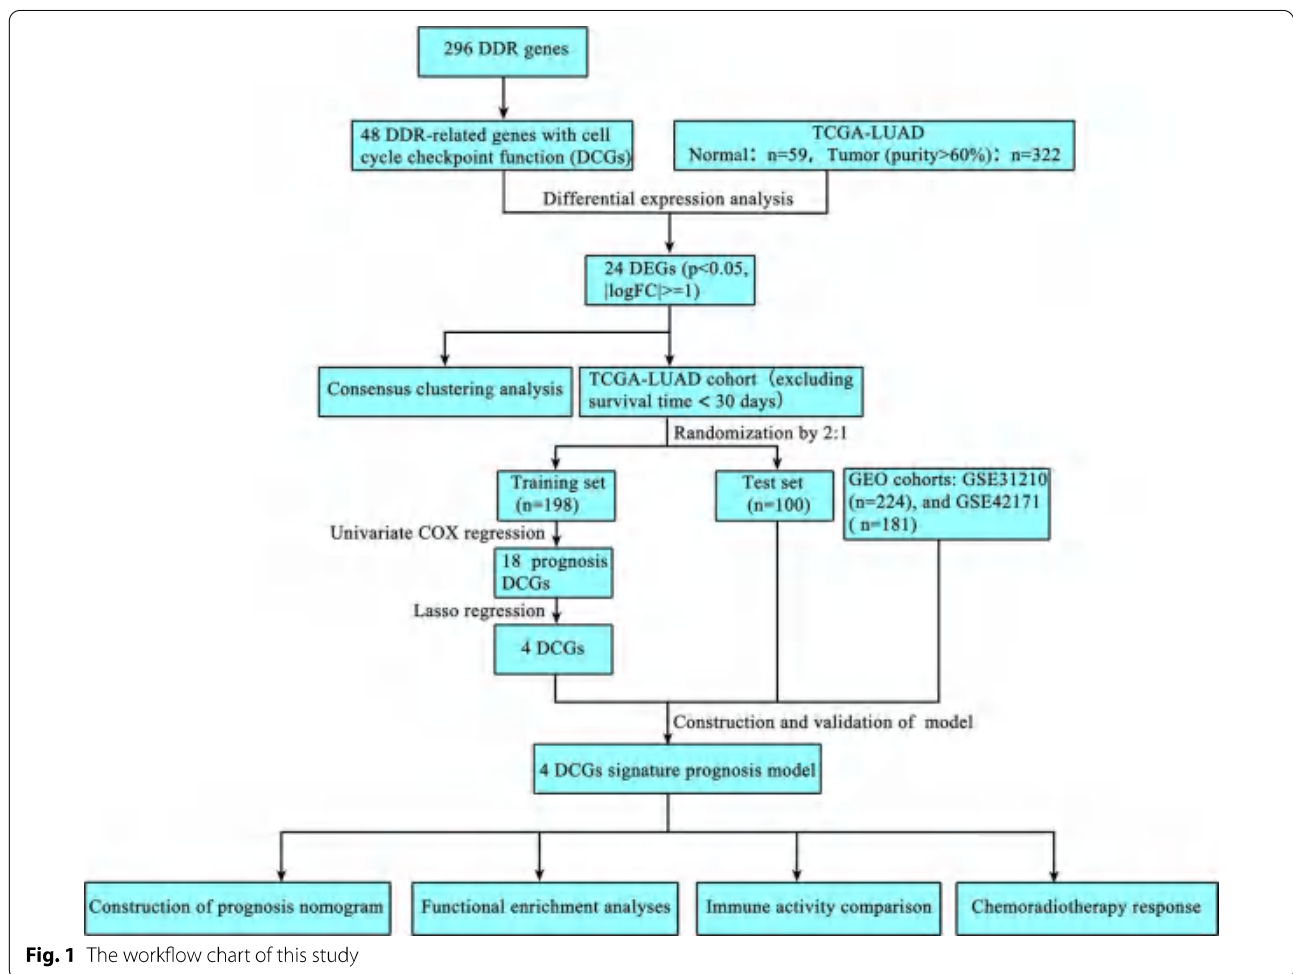 296 DDR genes
48 DDR-related genes with cell
cycle checkpoint function (DCGs)
TCGA-LUAD
Normal：n=59，Tumor (purity>60%)：n=322
Differential expression analysis
24 DEGs (p<0.05,
|logFC|>=1)
Consensus clustering analysis
TCGA-LUAD cohort（excluding
survival time < 30 days）
Randomization by 2:1
Training set
(n=198)
Test set
(n=100)
GEO cohorts: GSE31210
(n=224), and GSE42171
( n=181)
Univariate COX regression
18 prognosis
DCGs
Lasso regression
4 DCGs
Construction and validation of model
4 DCGs signature prognosis model
Construction of prognosis nomogram
Functional enrichment analyses
Immune activity comparison
Chemoradiotherapy response
Fig. 1 The workflow chart of this study